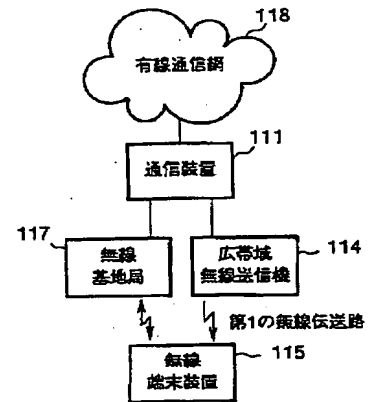 118
有線通信網
111
通信装置
117
無線
基地局
広帯域
無線送信機
114
第1の無線伝送路
無線
端末装置
115